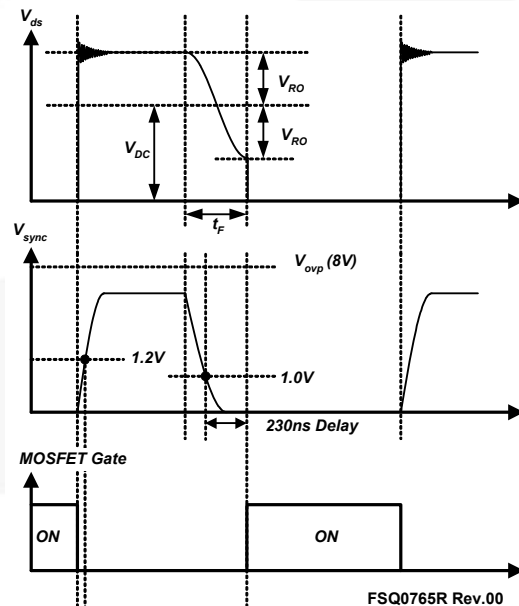 V_ds
V_RO
V_RO
V_DC
t_F
V_sync
V_ovp (8V)
1.2V
1.0V
230ns Delay
MOSFET Gate
ON
ON
FSQ0765R Rev.00